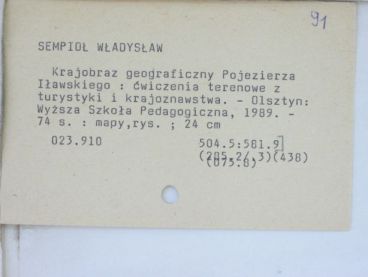 91
SEMPIOŁ WŁADYSŁAW
Krajobraz geograficzny Pojezierza
Iławskiego : ćwiczenia terenowe z
turystyki i krajoznawstwa. - Olsztyn:
Wyższa Szkoła Pedagogiczna, 1989. -
74 s. : mapy,rys. ; 24 cm
023.910 504.5:581.9]
(285.2/.3)(438)
(075.8)